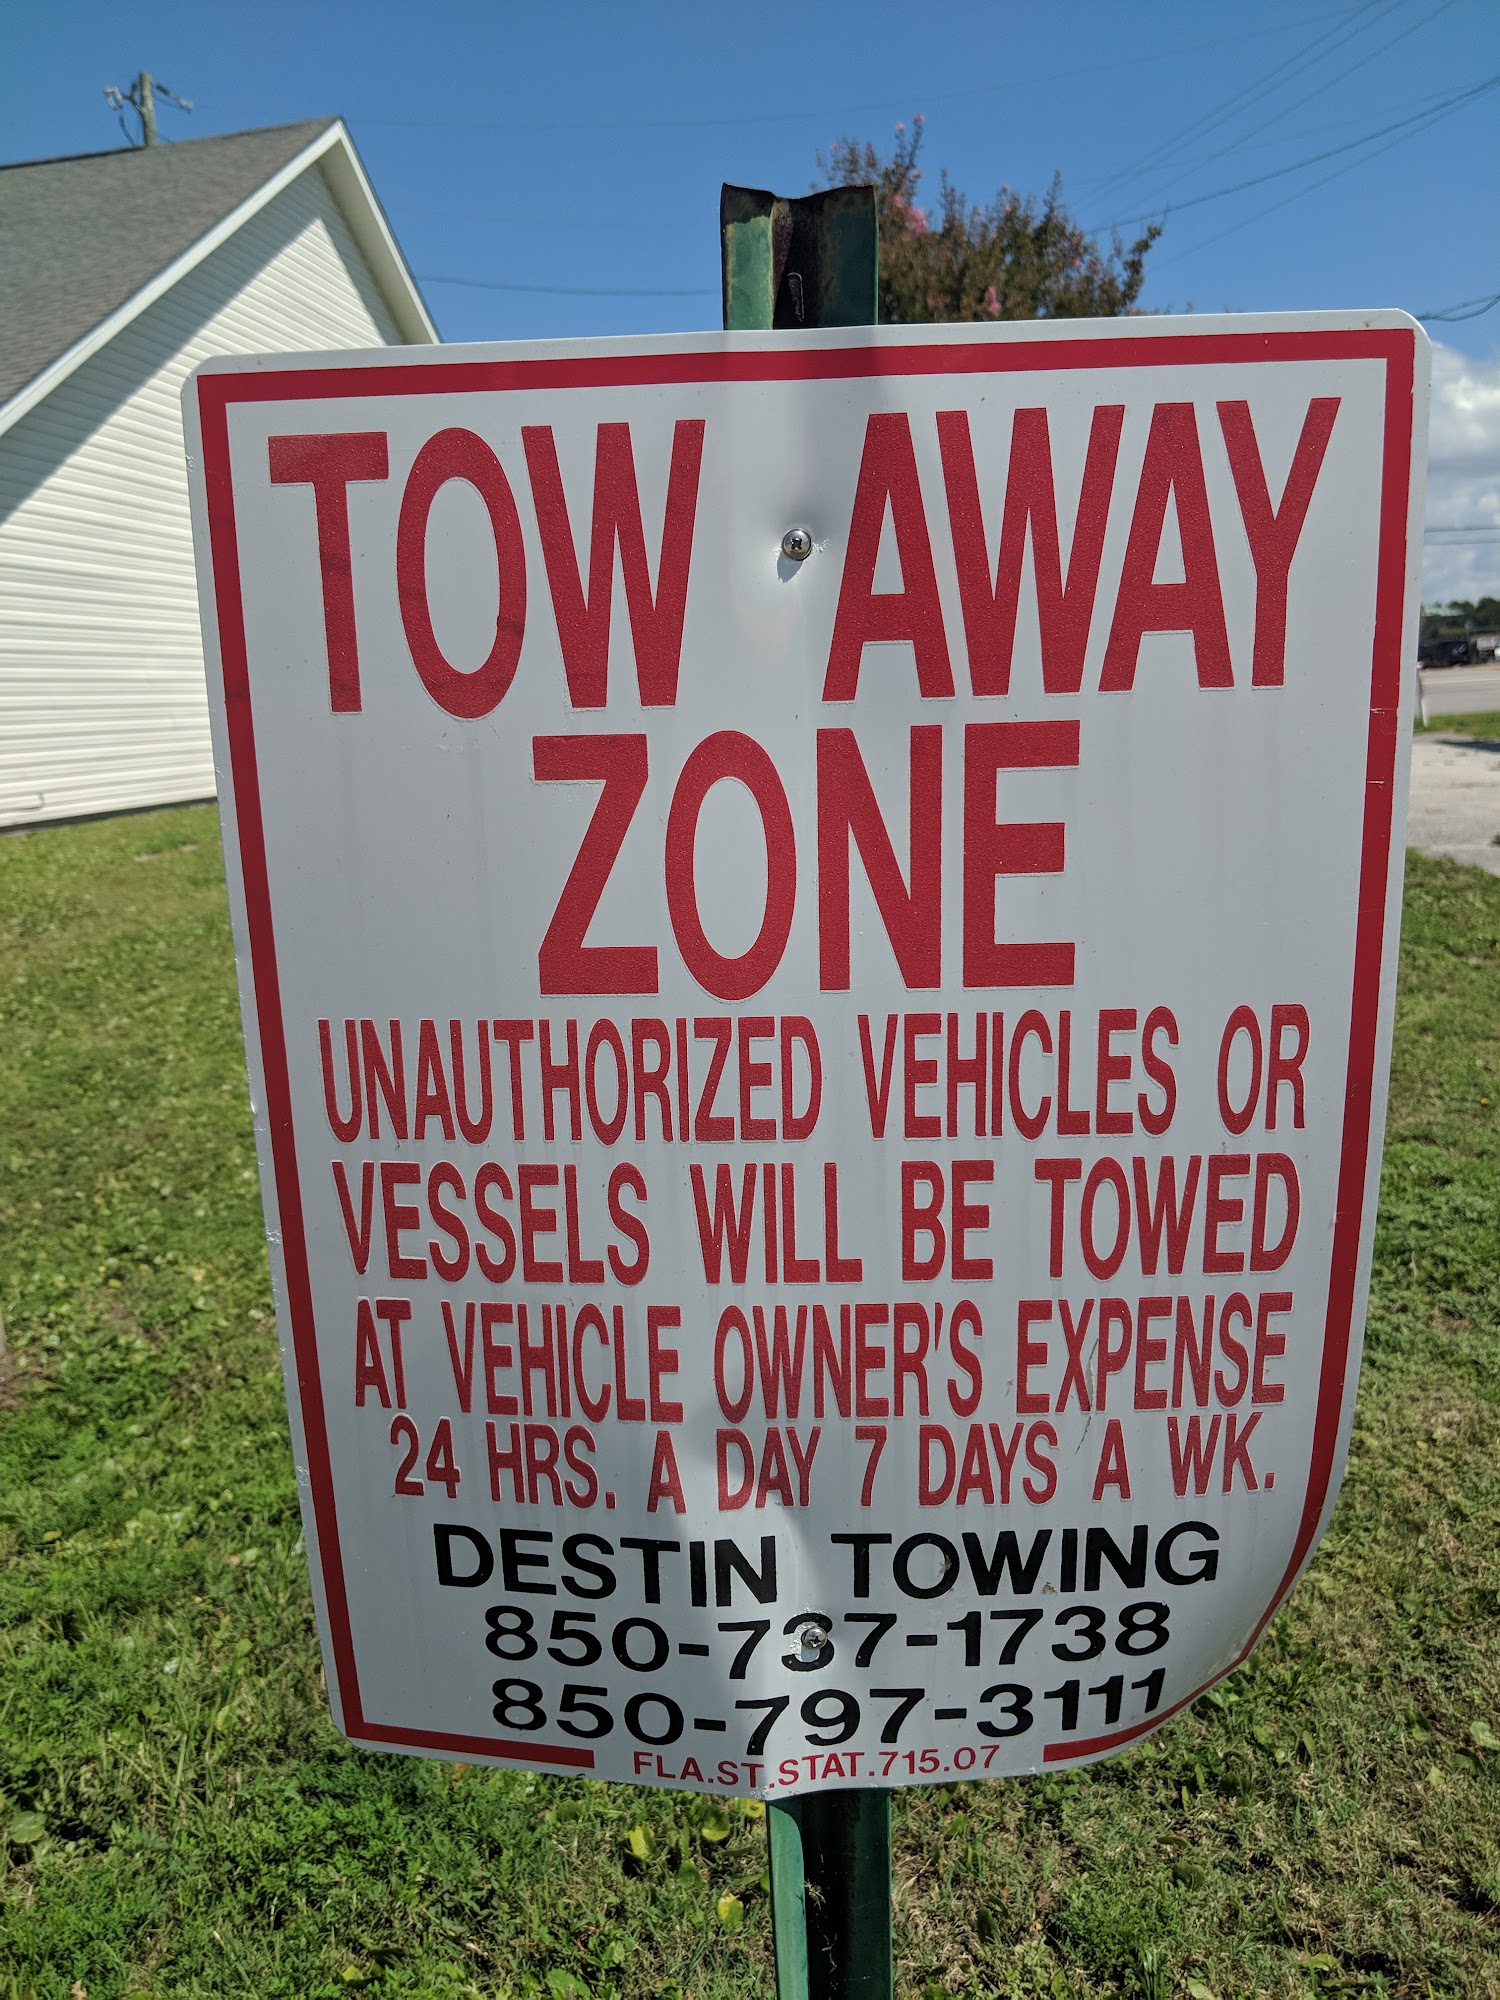 TOW AWAY
ZONE
UNAUTHORIZED VEHICLES OR
VESSELS WILL BE TOWED
AT VEHICLE OWNER'S EXPENSE
24 HRS. A DAY 7 DAYS A WK.
DESTIN TOWING
850-737-1738
850-797-3111
FLA.ST.STAT.715.07